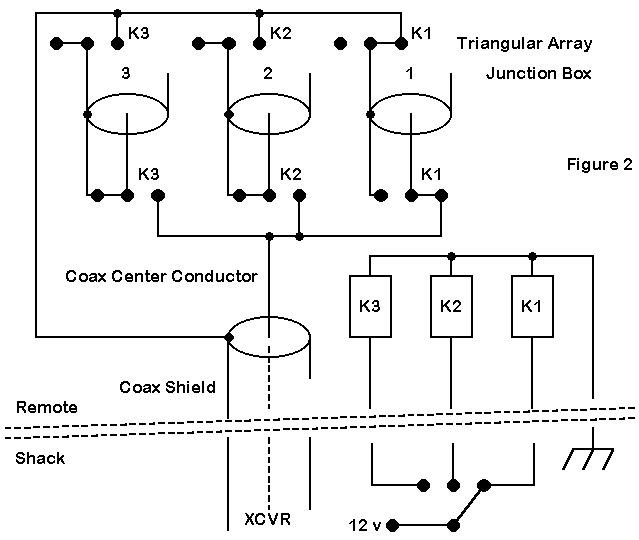 K3
K2
K1
Triangular Array
Junction Box
3
2
1
Figure 2
K3
K2
K1
Coax Center Conductor
K3
K2
K1
Coax Shield
Remote
Shack
XCVR
12 v